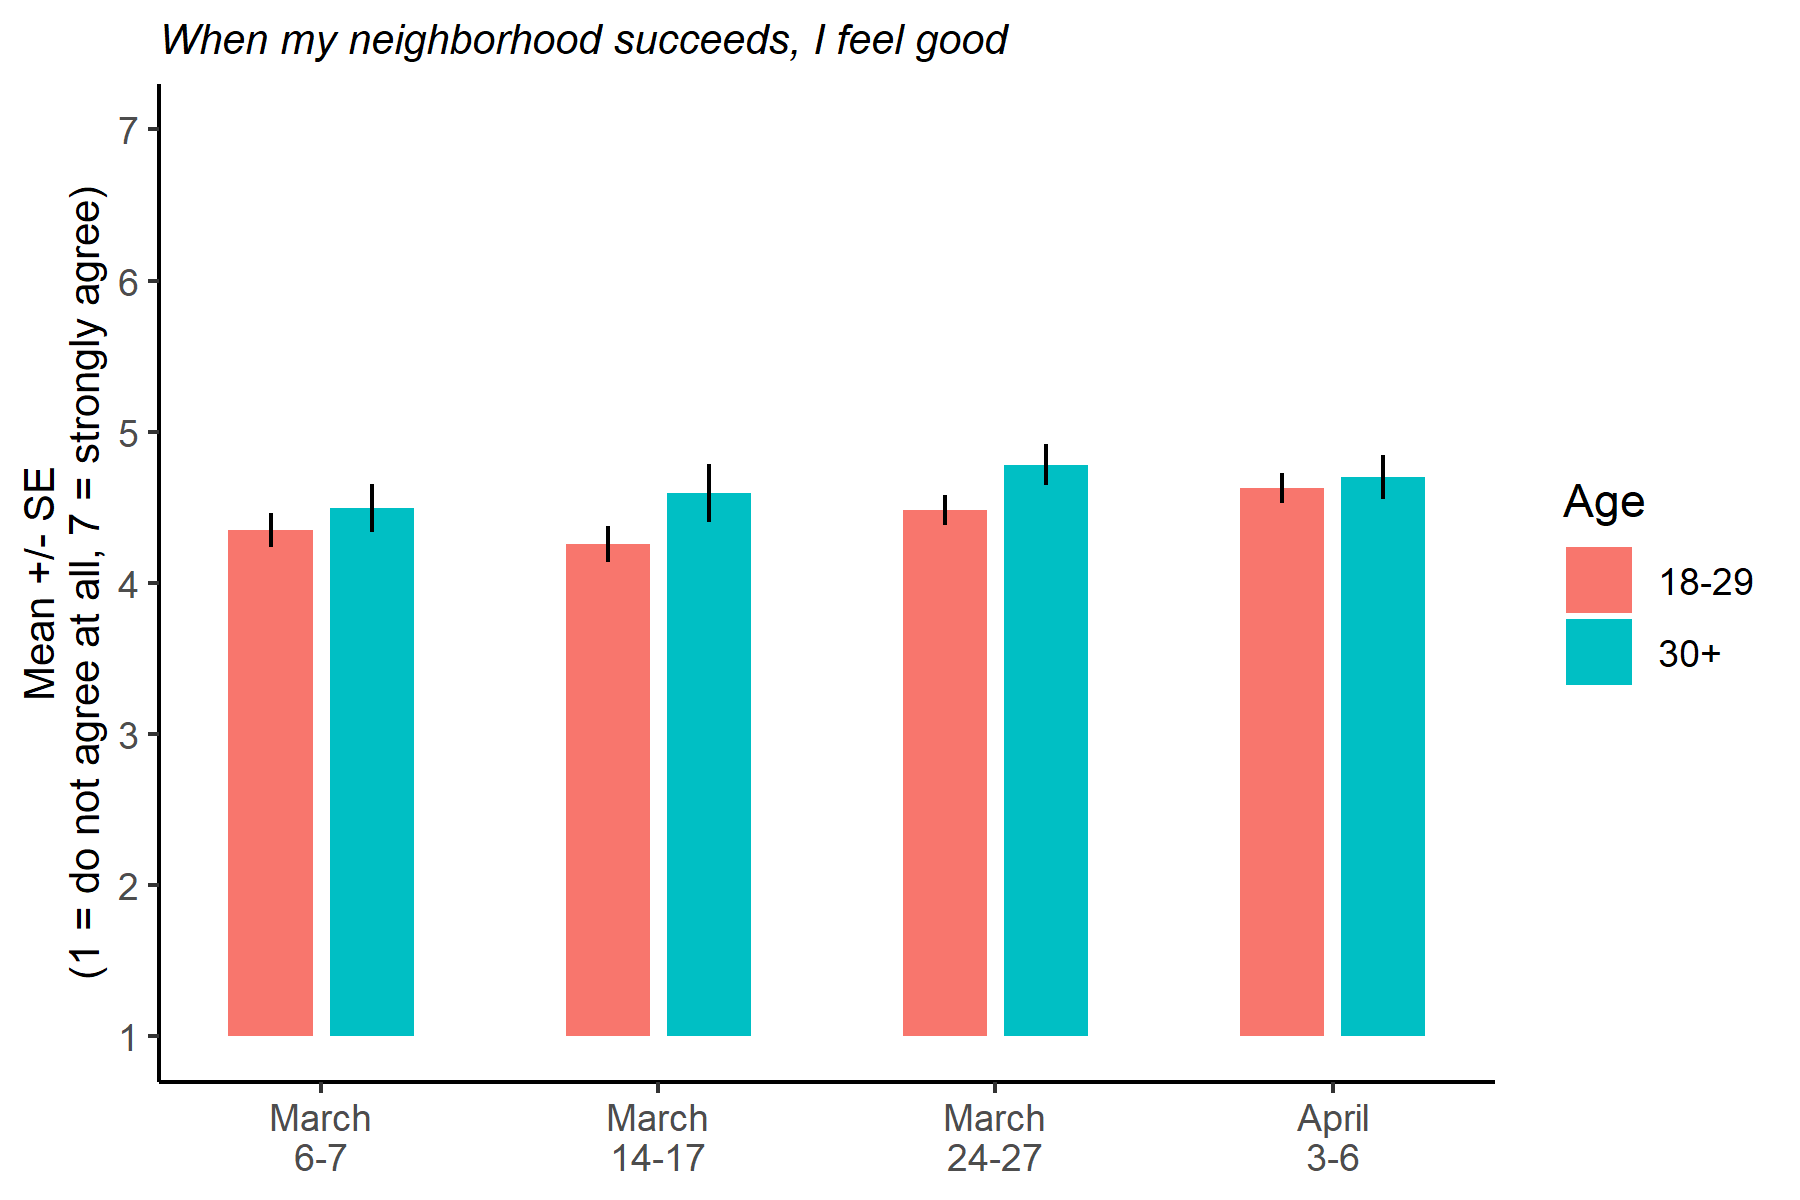 When my neighborhood succeeds, I feel good
Mean +/- SE
(1 = do not agree at all, 7 = strongly agree)
7
6
5
4
3
2
1
March
6-7
March
14-17
March
24-27
April
3-6
Age
18-29
30+